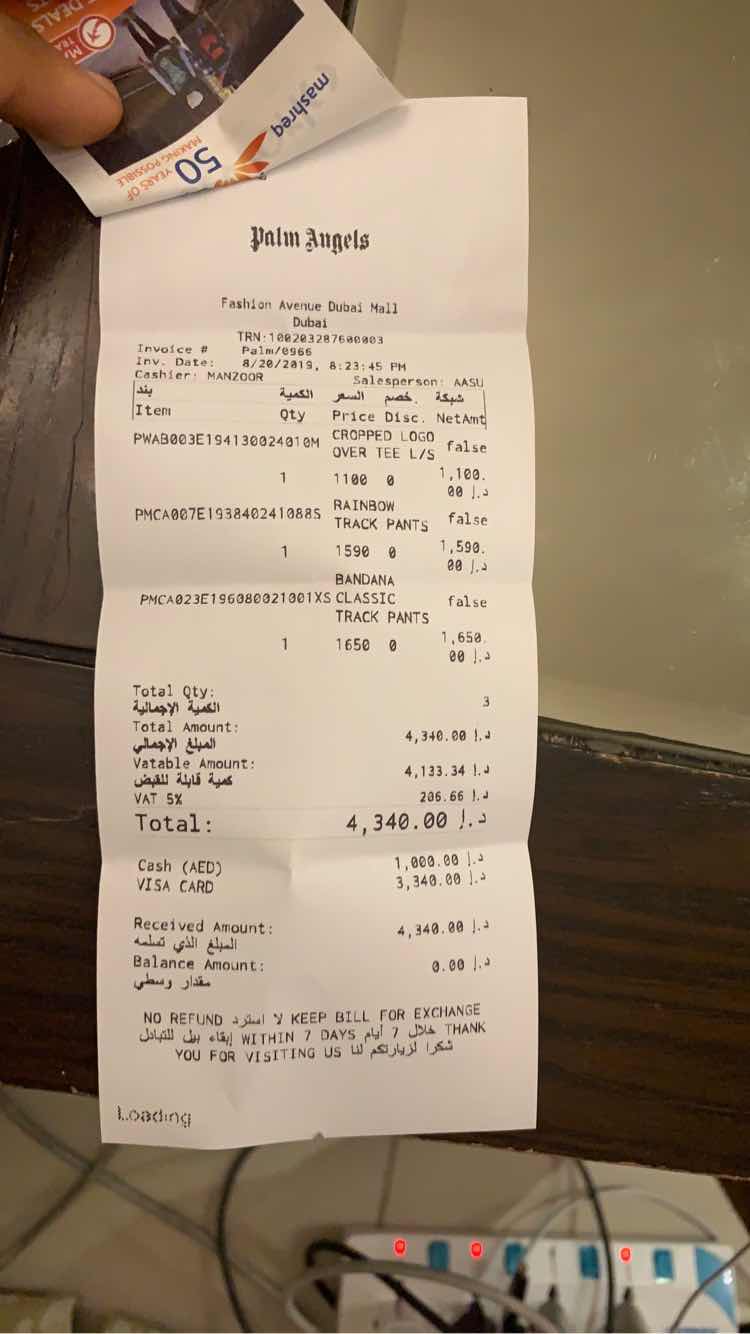 DEALS
mashreq
50 YEARS OF
MAKING POSSIBLE
Palm Angels
Fashion Avenue Dubai Mall
Dubai
TRN:100203287600003
Invoice # Palm/0966
Inv. Date: 8/20/2019, 8:23:45 PM
Cashier: MANZOOR Salesperson: AASU
بند الكمية السعر خصم. شبكة
Item Qty Price Disc. NetAmt
PWAB003E194130024010M CROPPED LOGO OVER TEE L/S false
1 1100 0 1,100.00 د.إ
PMCA007E193840241088S RAINBOW TRACK PANTS false
1 1590 0 1,590.00 د.إ
PMCA023E196080021001XS BANDANA CLASSIC TRACK PANTS false
1 1650 0 1,650.00 د.إ
Total Qty: 3
الكمية الإجمالية
Total Amount: 4,340.00 د.إ
المبلغ الإجمالي
Vatable Amount: 4,133.34 د.إ
كمية قابلة للقبض
VAT 5% 206.66 د.إ
Total: 4,340.00 د.إ
Cash (AED) 1,000.00 د.إ
VISA CARD 3,340.00 د.إ
Received Amount: 4,340.00 د.إ
المبلغ الذي تسلمه
Balance Amount: 0.00 د.إ
مقدار وسطي
NO REFUND لا استرد KEEP BILL FOR EXCHANGE
إبقاء بيل للتبادل WITHIN 7 DAYS خلال 7 أيام THANK
YOU FOR VISITING US شكرا لزيارتكم لنا
Loading